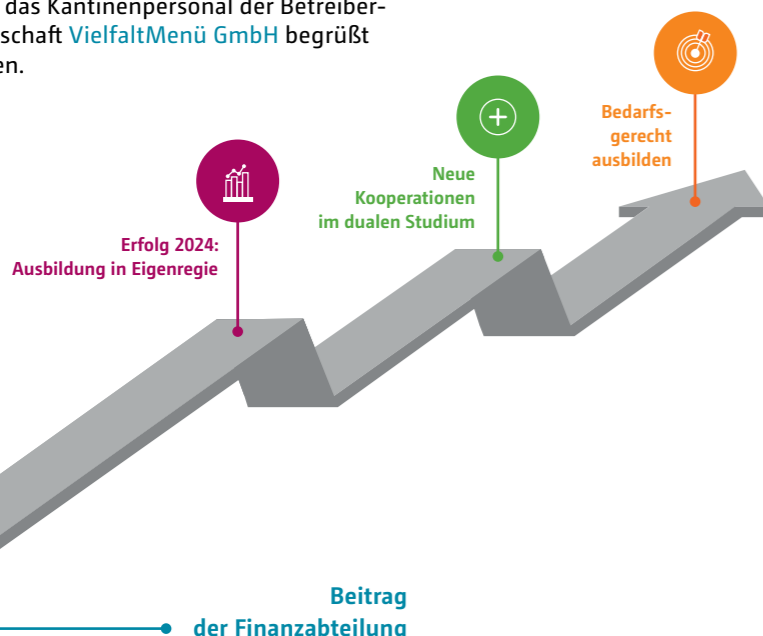 das Kantinenpersonal der Betreiber-
schaft VielfaltMenü GmbH begrüßt
en.
Bedarfs-
gerecht
ausbilden
Neue
Kooperationen
im dualen Studium
Erfolg 2024:
Ausbildung in Eigenregie
Beitrag
der Finanzabteilung